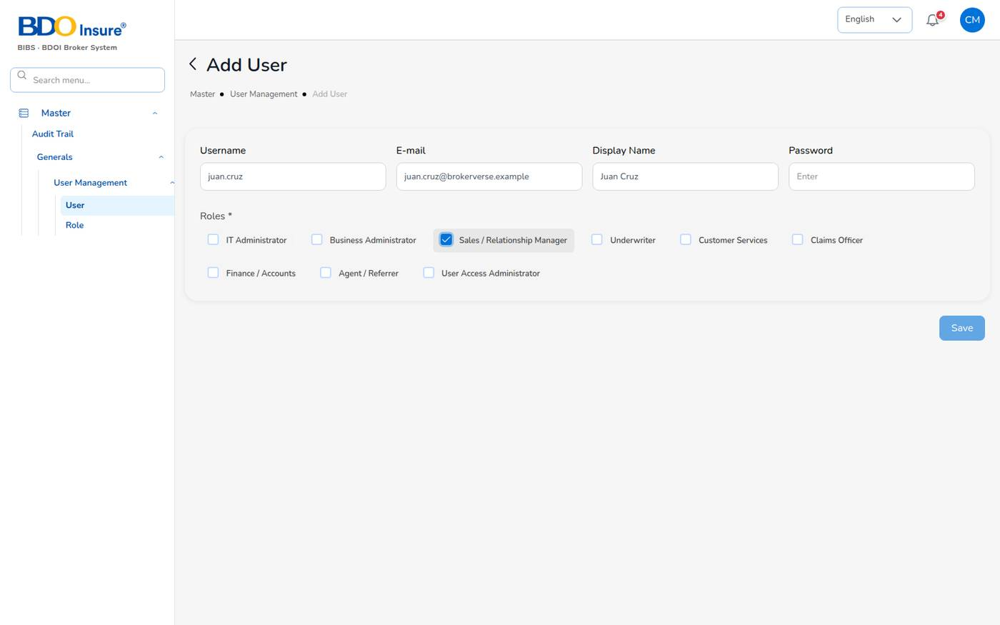 BDO Insure®
BIBS · BDOI Broker System
Search menu...
Master
Audit Trail
Generals
User Management
User
Role
English
4
CM
Add User
Master • User Management • Add User
Username E-mail Display Name Password
juan.cruz juan.cruz@brokerverse.example Juan Cruz Enter
Roles *
IT Administrator Business Administrator Sales / Relationship Manager Underwriter Customer Services Claims Officer
Finance / Accounts Agent / Referrer User Access Administrator
Save